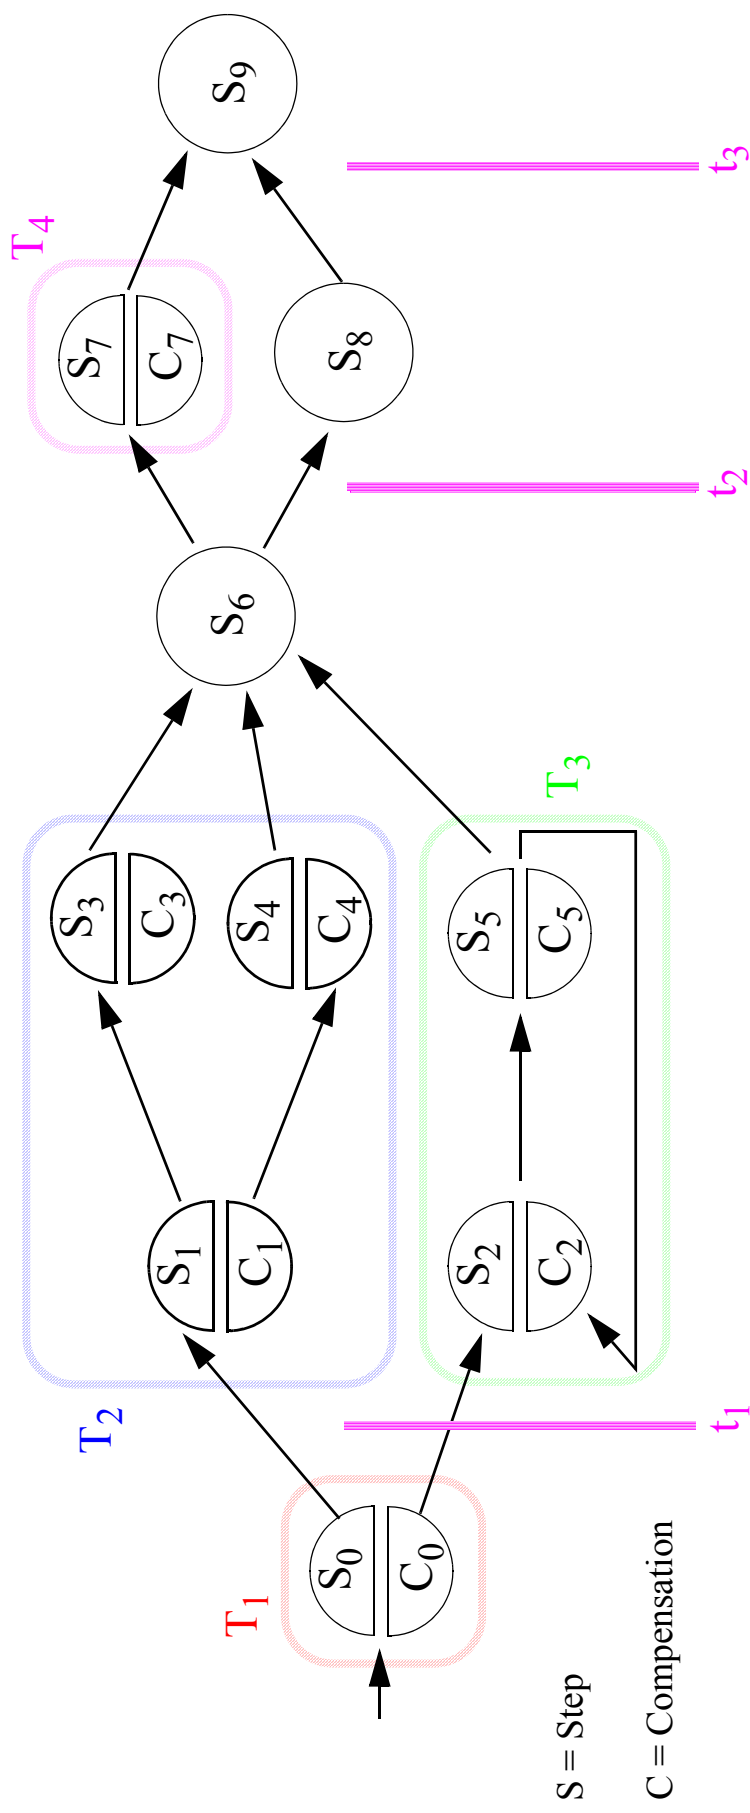 T4
S7
C7
S9
S8
T2
S3
C3
S4
C4
S1
C1
S6
T1
S0
C0
S2
C2
S5
C5
T3
t1
t2
t3
S = Step
C = Compensation